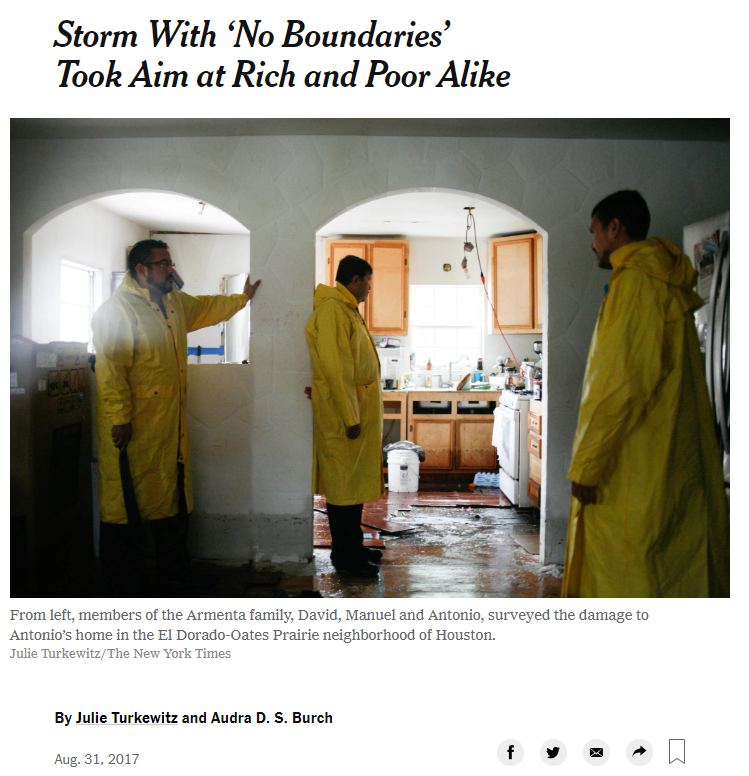 Storm With ‘No Boundaries’
Took Aim at Rich and Poor Alike
From left, members of the Armenta family, David, Manuel and Antonio, surveyed the damage to
Antonio’s home in the El Dorado-Oates Prairie neighborhood of Houston.
Julie Turkewitz/The New York Times
By Julie Turkewitz and Audra D. S. Burch
Aug. 31, 2017